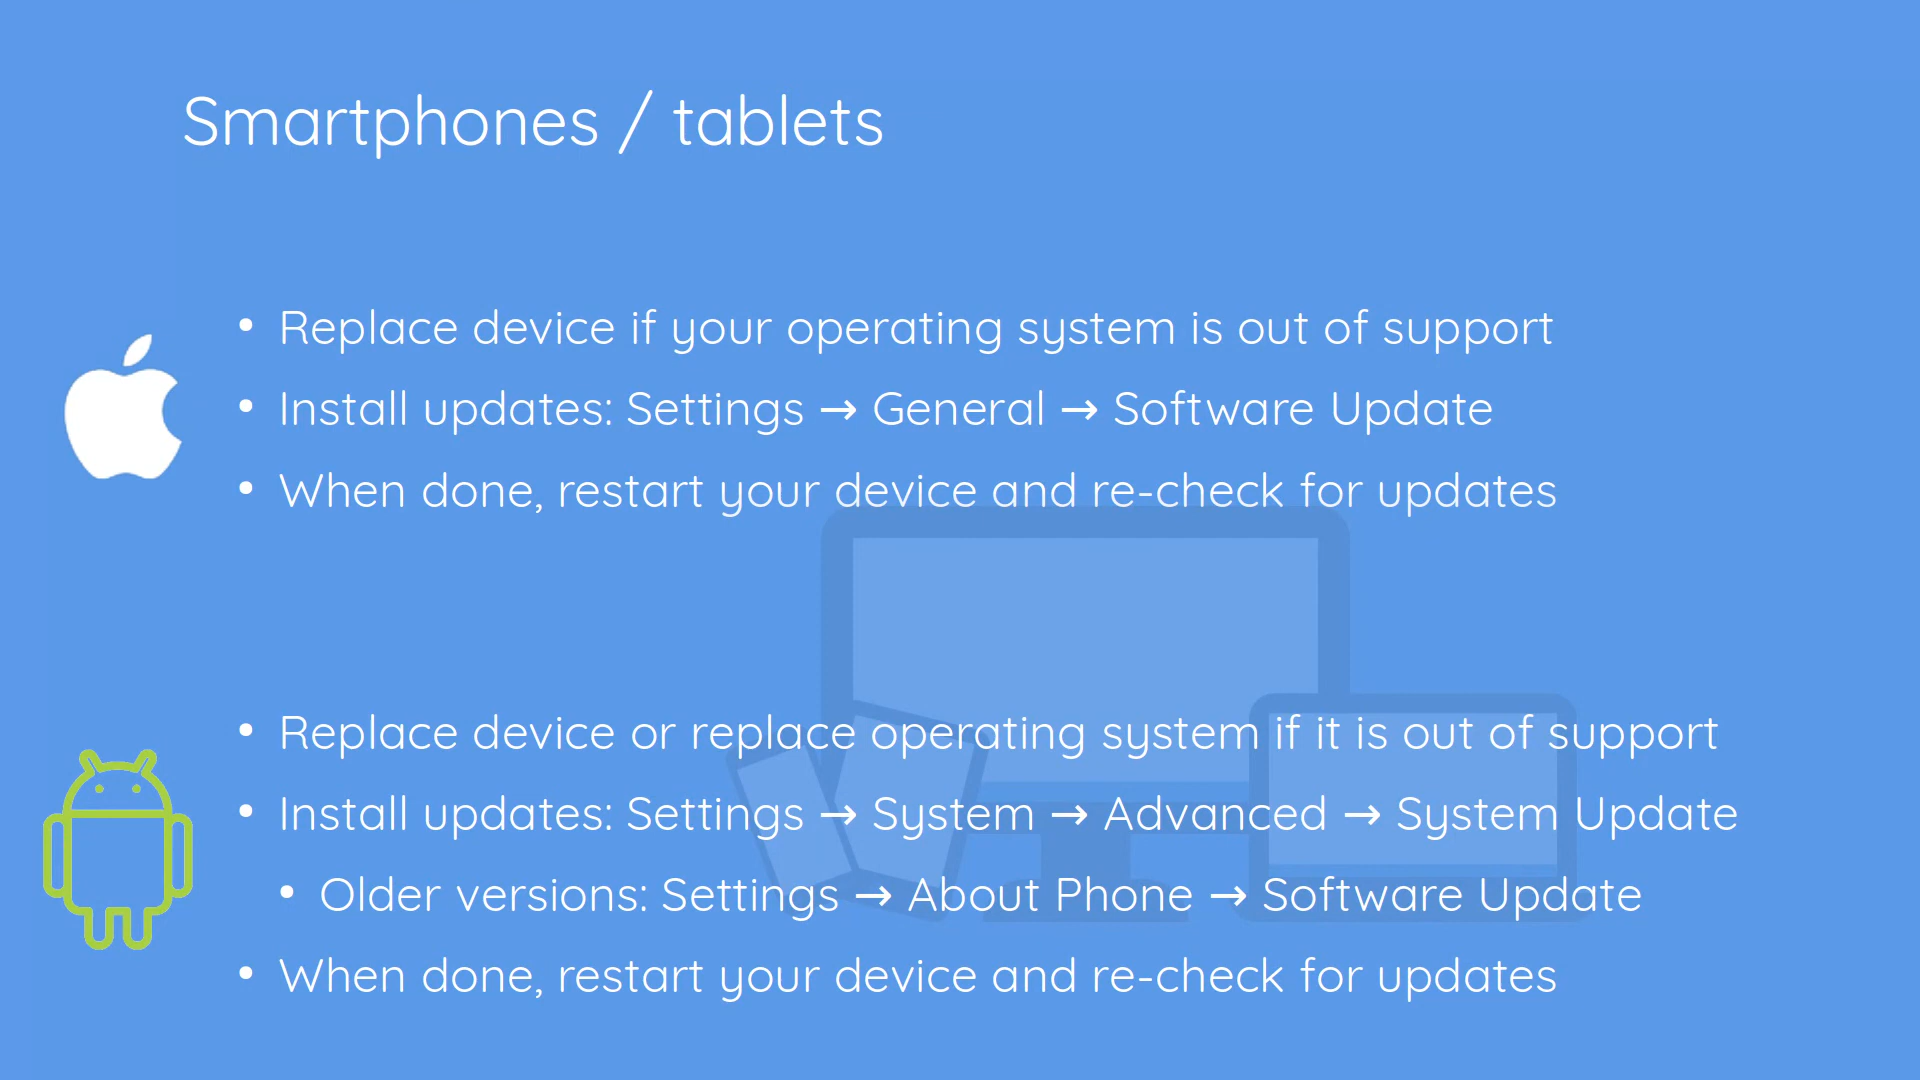 Smartphones / tablets
• Replace device if your operating system is out of support
• Install updates: Settings → General → Software Update
• When done, restart your device and re-check for updates
• Replace device or replace operating system if it is out of support
• Install updates: Settings → System → Advanced → System Update
• Older versions: Settings → About Phone → Software Update
• When done, restart your device and re-check for updates